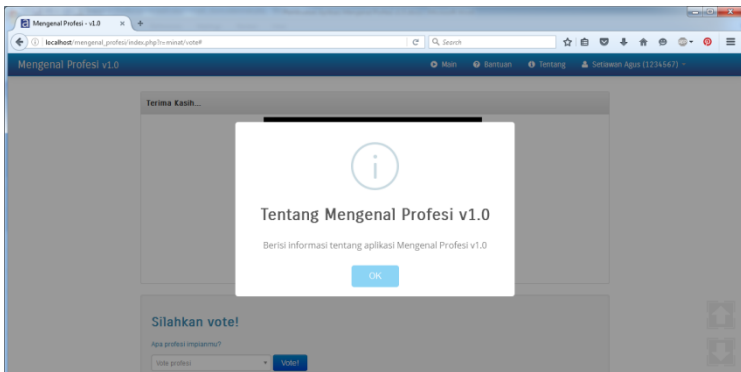 Mengenal Profesi - v1.0
localhost/mengenal_profesi/index.php?r=minat/vote#
Search
Mengenal Profesi v1.0
Main
Bantuan
Tentang
Setiawan Agus (1234567)
Terima Kasih...
i
Tentang Mengenal Profesi v1.0
Berisi informasi tentang aplikasi Mengenal Profesi v1.0
OK
Silahkan vote!
Apa profesi impianmu?
Vote profesi
Vote!